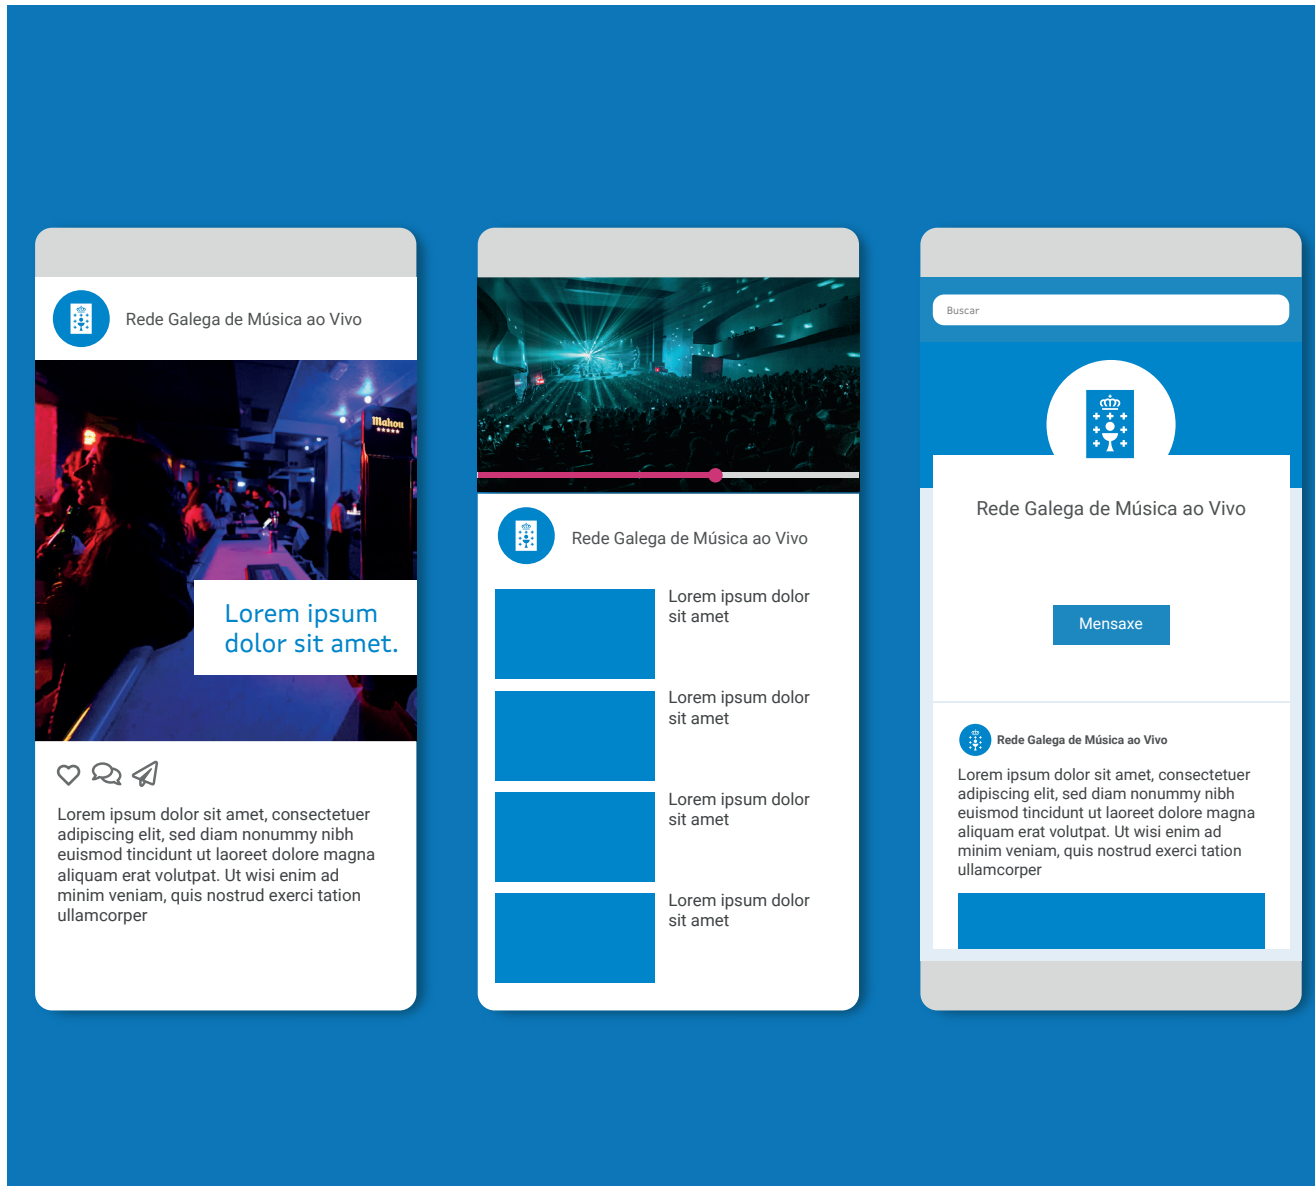 Rede Galega de Música ao Vivo
Mahou
Lorem ipsum
dolor sit amet.
Lorem ipsum dolor sit amet, consectetuer
adipiscing elit, sed diam nonummy nibh
euismod tincidunt ut laoreet dolore magna
aliquam erat volutpat. Ut wisi enim ad
minim veniam, quis nostrud exerci tation
ullamcorper
Rede Galega de Música ao Vivo
Lorem ipsum dolor
sit amet
Lorem ipsum dolor
sit amet
Lorem ipsum dolor
sit amet
Lorem ipsum dolor
sit amet
Buscar
Rede Galega de Música ao Vivo
Mensaxe
Rede Galega de Música ao Vivo
Lorem ipsum dolor sit amet, consectetuer
adipiscing elit, sed diam nonummy nibh
euismod tincidunt ut laoreet dolore magna
aliquam erat volutpat. Ut wisi enim ad
minim veniam, quis nostrud exerci tation
ullamcorper